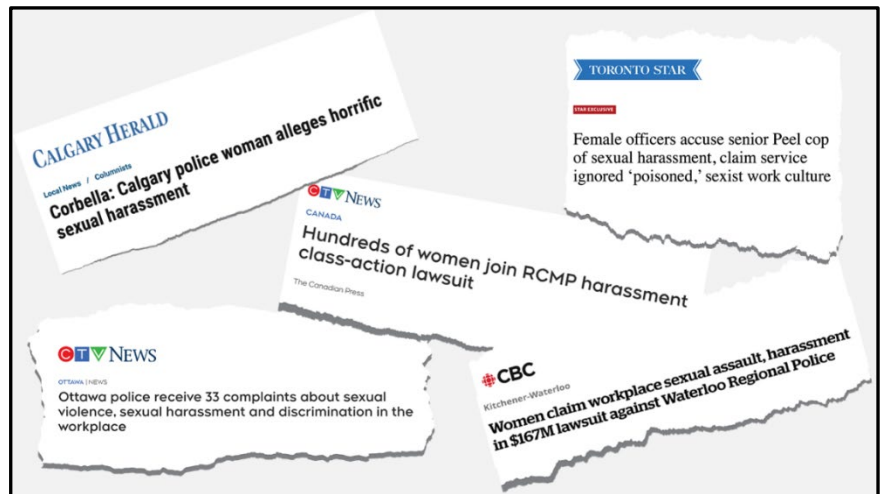 CALGARY HERALD
Local News / Columnists
Corbella: Calgary police woman alleges horrific
sexual harassment
TORONTO STAR
STAR EXCLUSIVE
Female officers accuse senior Peel cop
of sexual harassment, claim service
ignored ‘poisoned,’ sexist work culture
CTV NEWS
CANADA
Hundreds of women join RCMP harassment
class-action lawsuit
The Canadian Press
CTV NEWS
OTTAWA | NEWS
Ottawa police receive 33 complaints about sexual
violence, sexual harassment and discrimination in the
workplace
CBC
Kitchener-Waterloo
Women claim workplace sexual assault, harassment
in $167M lawsuit against Waterloo Regional Police